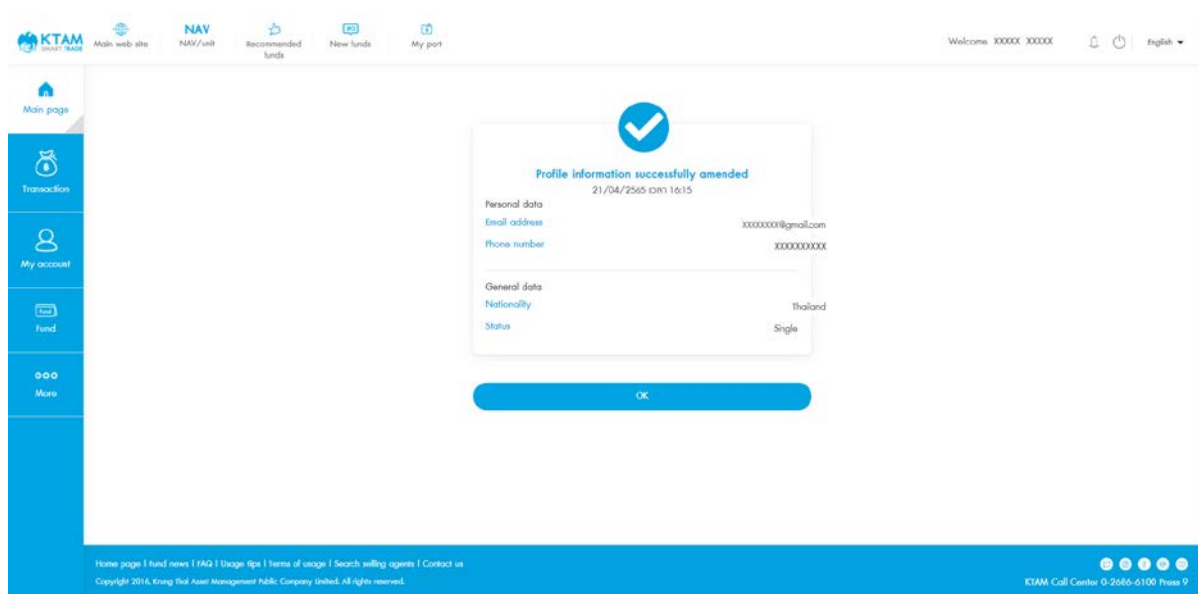 KTAM
SMART TRADE
Main web site
NAV
NAV/unit
Recommended
funds
New funds
My port
Welcome XXXXX XXXXX
English
Main page
Transaction
My account
Fund
More
Profile information successfully amended
21/04/2565 เวลา 16:15
Personal data
Email address
XXXXXXXX@gmail.com
Phone number
XXXXXXXXXX
General data
Nationality
Thailand
Status
Single
OK
Home page | Fund news | FAQ | Usage tips | Terms of usage | Search selling agents | Contact us
Copyright 2016, Krung Thai Asset Management Public Company Limited. All rights reserved.
KTAM Call Center 0-2686-6100 Press 9